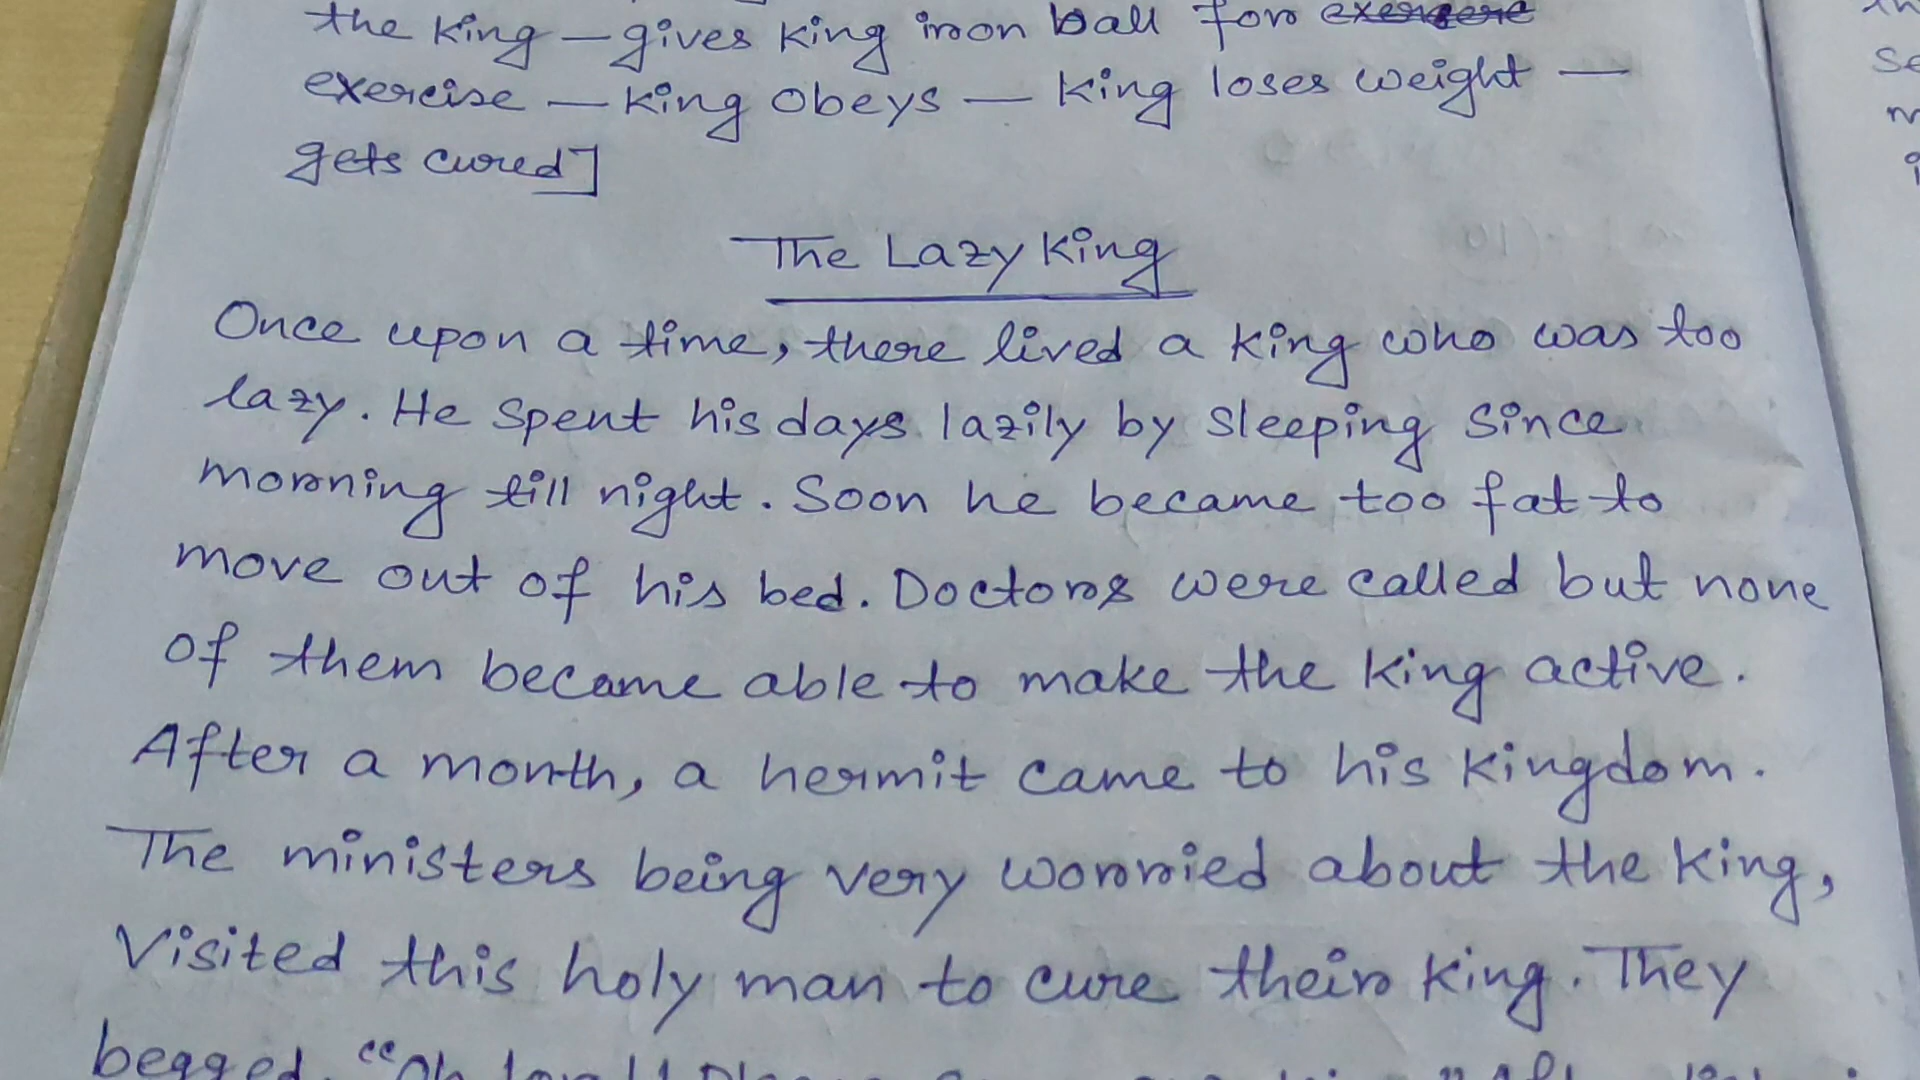 the king – gives king iron ball for
exercise – king obeys – king loses weight –
gets cured]
The Lazy King
Once upon a time, there lived a king who was too
lazy. He spent his days lazily by sleeping since
morning till night. Soon he became too fat to
move out of his bed. Doctors were called but none
of them became able to make the king active.
After a month, a hermit came to his kingdom.
The ministers being very worried about the king,
Visited this holy man to cure their king. They
begged, "Oh